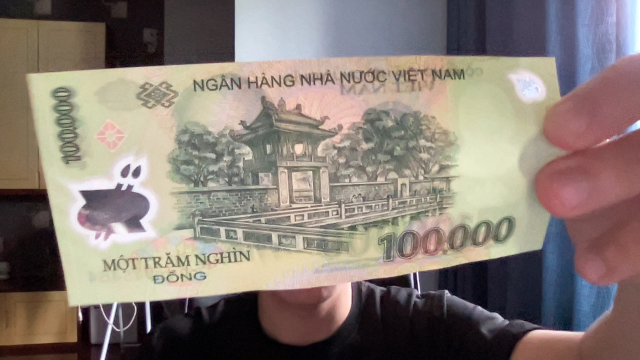 NGÂN HÀNG NHÀ NƯỚC VIỆT NAM
100000
100.000
MỘT TRĂM NGHÌN
ĐỒNG